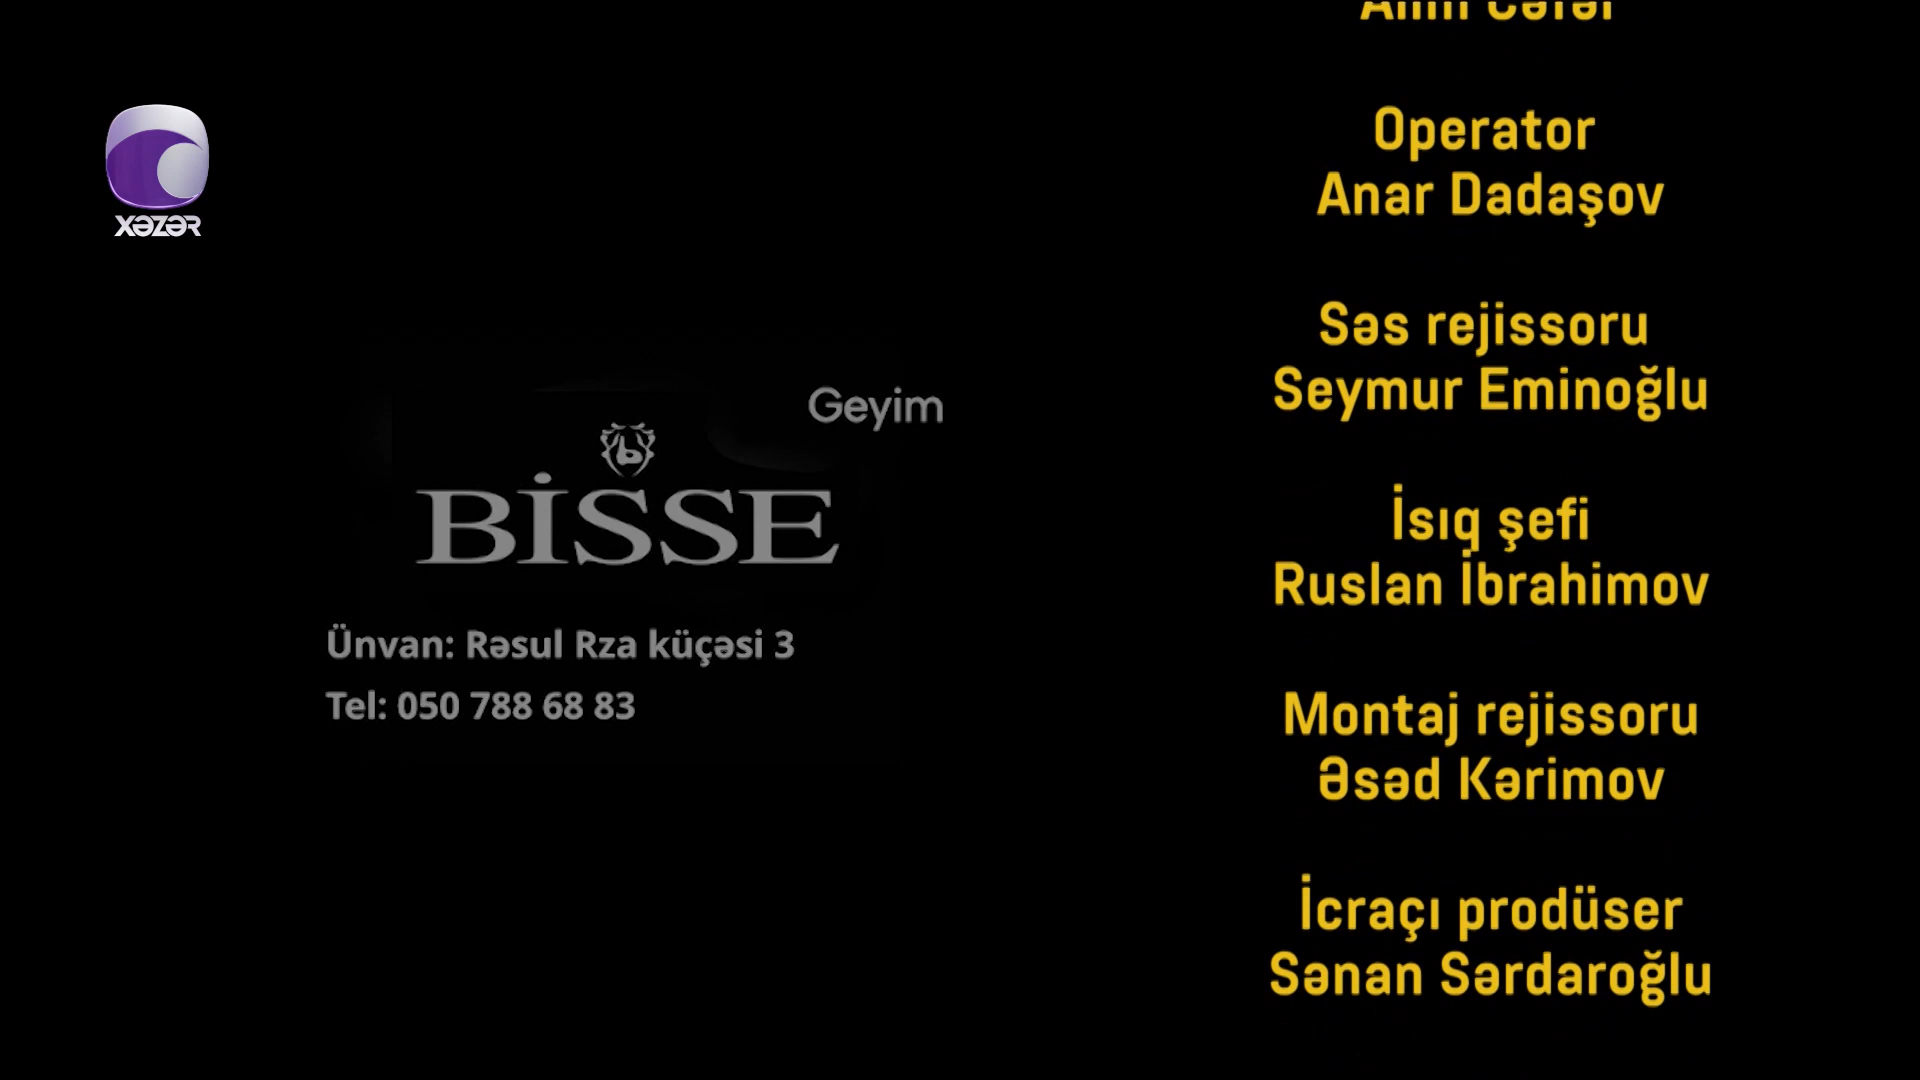 XəZəR
Geyim
BİSSE
Ünvan: Rəsul Rza küçəsi 3
Tel: 050 788 68 83
Operator
Anar Dadaşov
Səs rejissoru
Seymur Eminoğlu
İsıq şefi
Ruslan İbrahimov
Montaj rejissoru
Əsəd Kərimov
İcraçı prodüser
Sənan Sərdaroğlu